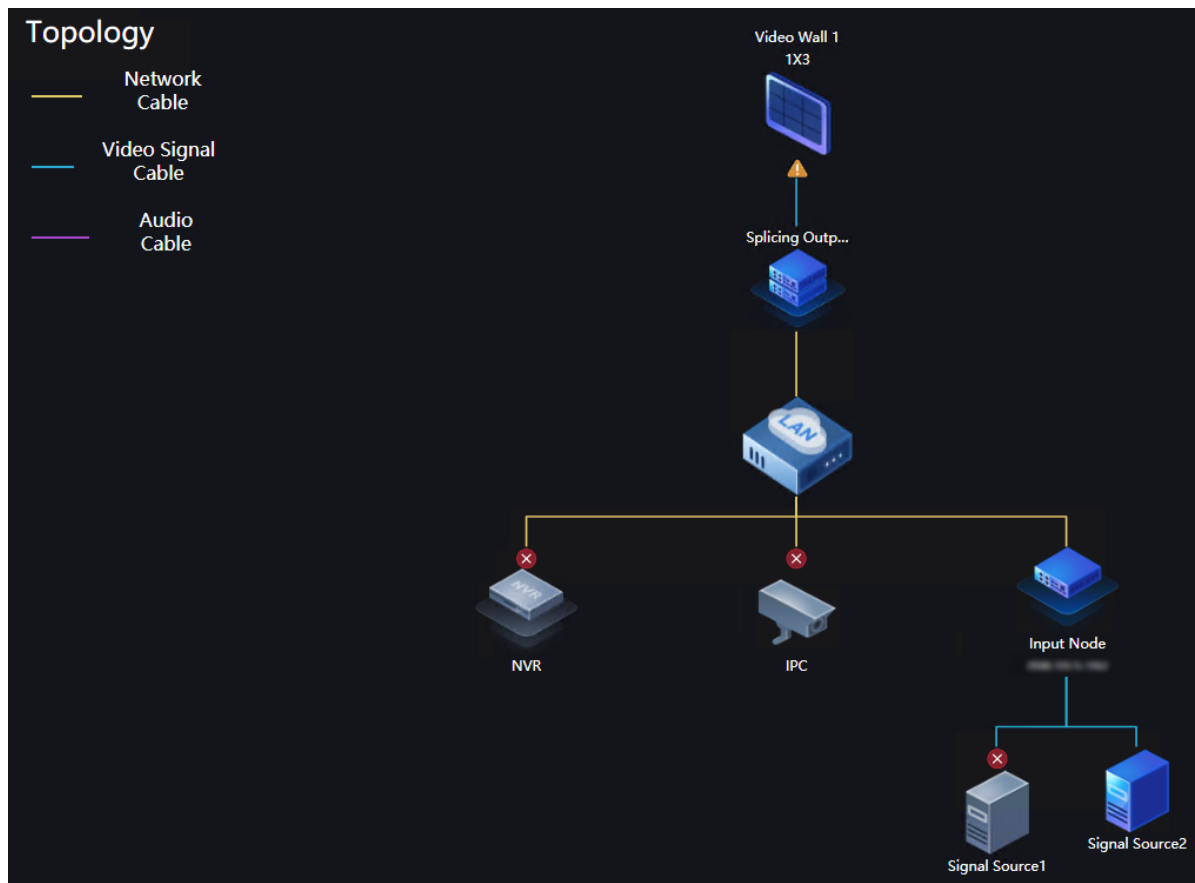 Topology
Network
Cable
Video Signal
Cable
Audio
Cable
Video Wall 1
1X3
Splicing Outp...
LAN
NVR
NVR
IPC
Input Node
Signal Source1
Signal Source2